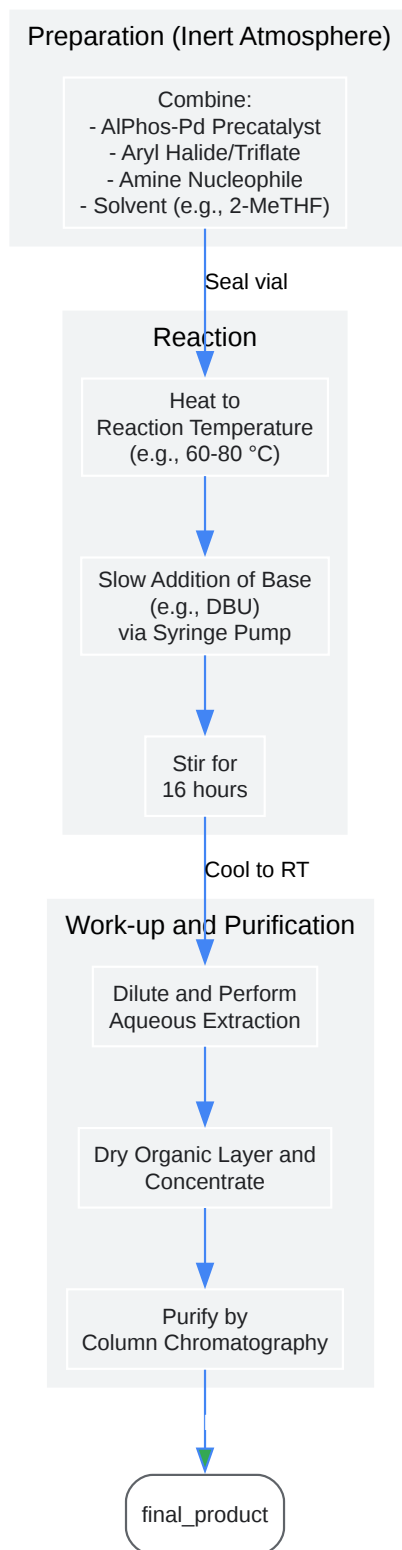 Preparation (Inert Atmosphere)
Combine:
- AlPhos-Pd Precatalyst
- Aryl Halide/Triflate
- Amine Nucleophile
- Solvent (e.g., 2-MeTHF)
Seal vial
Reaction
Heat to
Reaction Temperature
(e.g., 60-80 °C)
Slow Addition of Base
(e.g., DBU)
via Syringe Pump
Stir for
16 hours
Cool to RT
Work-up and Purification
Dilute and Perform
Aqueous Extraction
Dry Organic Layer and
Concentrate
Purify by
Column Chromatography
final_product